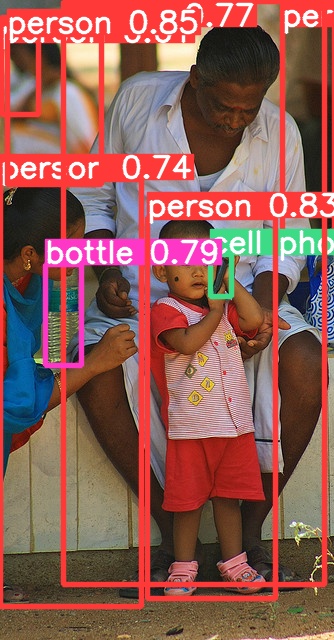 person 0.85
0.77
pe
person 0.74
person 0.83
bottle 0.79
cell pho